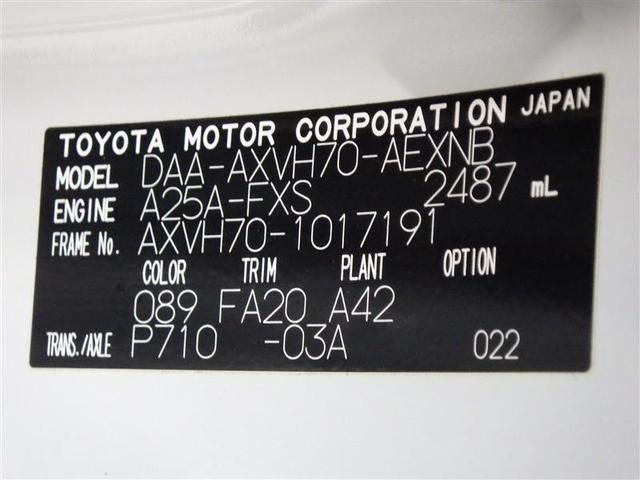 TOYOTA MOTOR CORPORATION JAPAN
MODEL DAA-AXVH70-AEXNB
ENGINE A25A-FXS 2487 mL
FRAME No. AXVH70-1017191
COLOR TRIM PLANT OPTION
089 FA20 A42
TRANS./AXLE P710 -03A 022